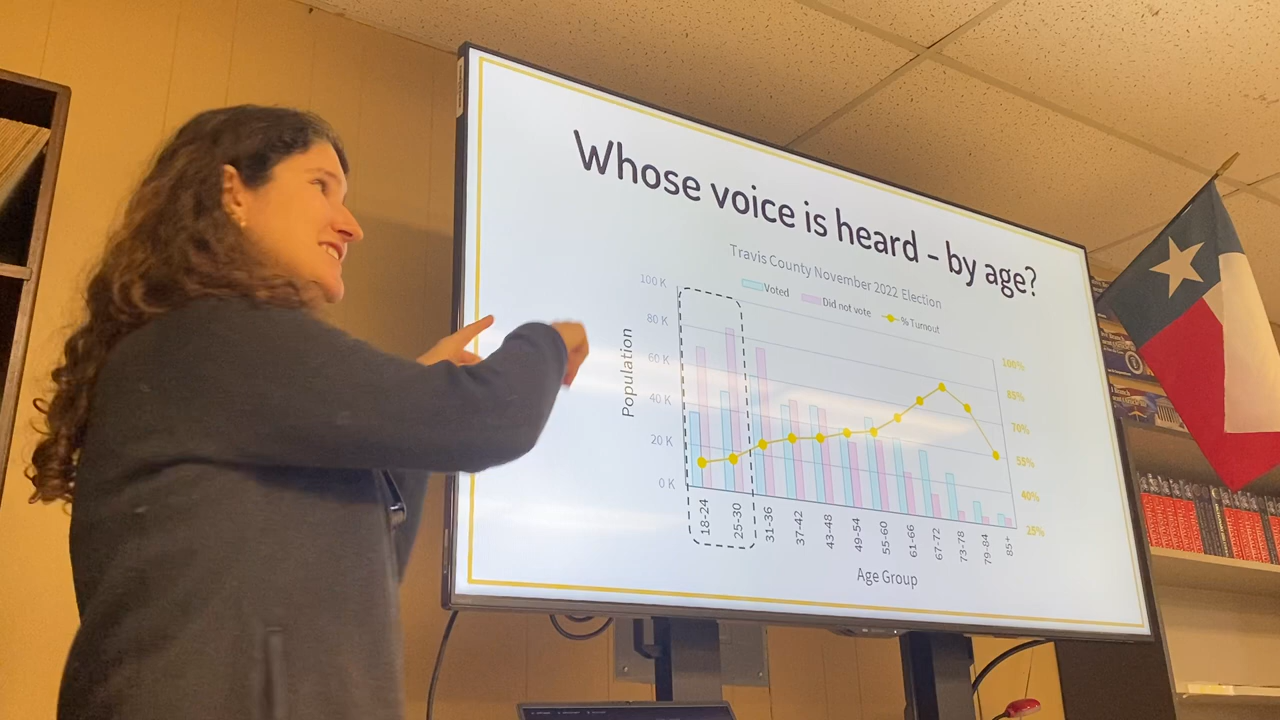 Whose voice is heard - by age?
Travis County November 2022 Election
Voted Did not vote % Turnout
100 K
80 K
60 K
40 K
20 K
0 K
Population
100%
85%
70%
55%
40%
25%
18-24 25-30 31-36 37-42 43-48 49-54 55-60 61-66 67-72 73-78 79-84 85+
Age Group